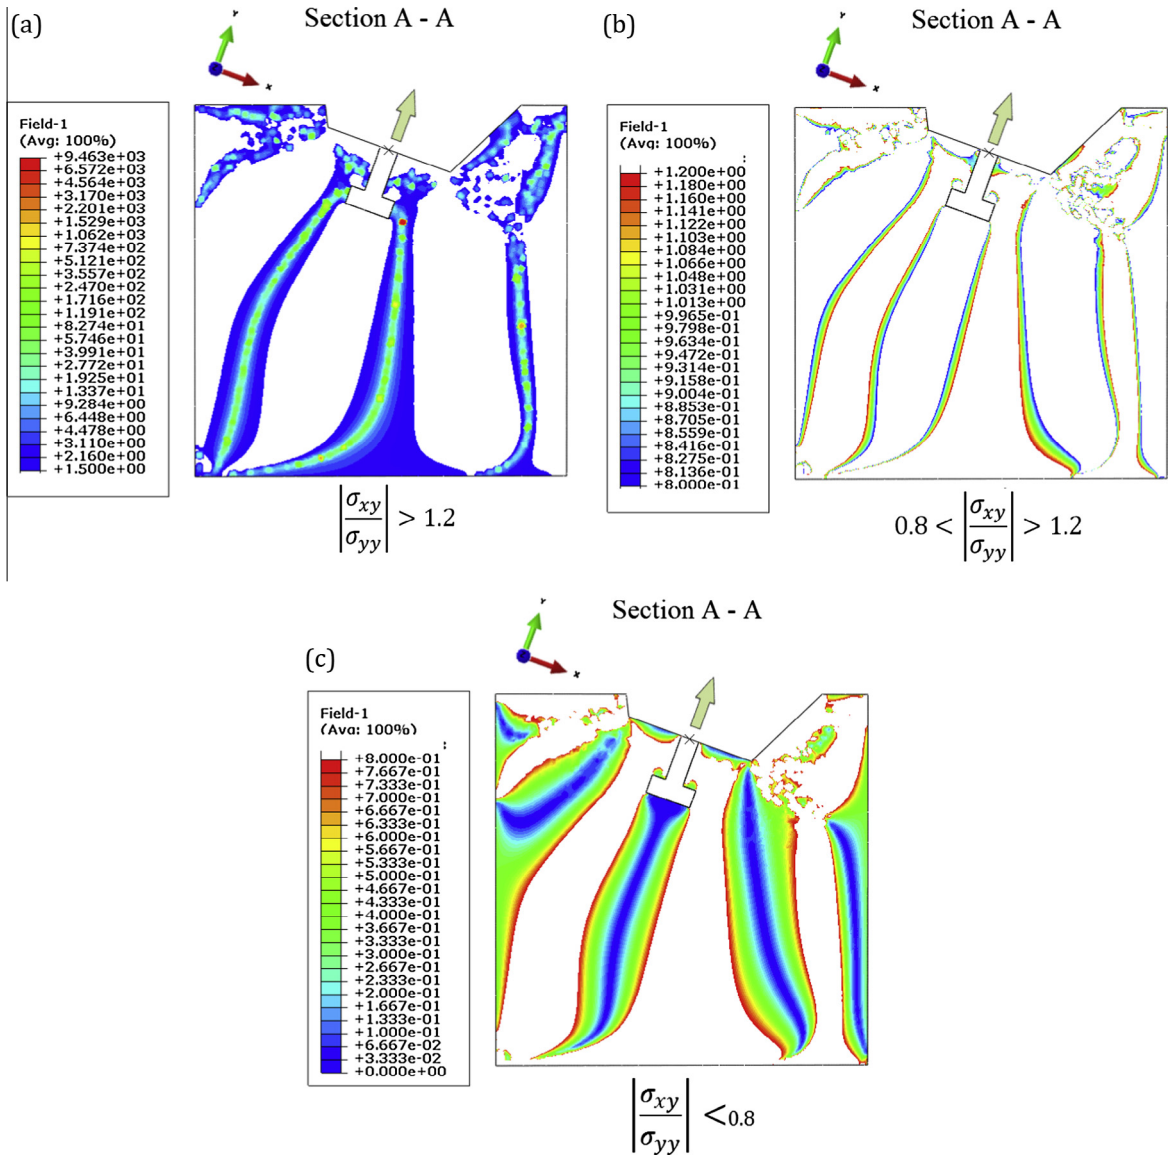 (a)
Section A - A
Y
X
Field-1
(Avg: 100%)
+9.463e+03
+6.572e+03
+4.564e+03
+3.170e+03
+2.201e+03
+1.529e+03
+1.062e+03
+7.374e+02
+5.121e+02
+3.557e+02
+2.470e+02
+1.716e+02
+1.191e+02
+8.274e+01
+5.746e+01
+3.991e+01
+2.772e+01
+1.925e+01
+1.337e+01
+9.284e+00
+6.448e+00
+4.478e+00
+3.110e+00
+2.160e+00
+1.500e+00
|σxy/σyy| > 1.2
(b)
Section A - A
Y
X
Field-1
(Avg: 100%)
:
+1.200e+00
+1.180e+00
+1.160e+00
+1.141e+00
+1.122e+00
+1.103e+00
+1.084e+00
+1.066e+00
+1.048e+00
+1.031e+00
+1.013e+00
+9.965e-01
+9.798e-01
+9.634e-01
+9.472e-01
+9.314e-01
+9.158e-01
+9.004e-01
+8.853e-01
+8.705e-01
+8.559e-01
+8.416e-01
+8.275e-01
+8.136e-01
+8.000e-01
0.8 < |σxy/σyy| > 1.2
(c)
Section A - A
Y
X
Field-1
(Avg: 100%)
:
+8.000e-01
+7.667e-01
+7.333e-01
+7.000e-01
+6.667e-01
+6.333e-01
+6.000e-01
+5.667e-01
+5.333e-01
+5.000e-01
+4.667e-01
+4.333e-01
+4.000e-01
+3.667e-01
+3.333e-01
+3.000e-01
+2.667e-01
+2.333e-01
+2.000e-01
+1.667e-01
+1.333e-01
+1.000e-01
+6.667e-02
+3.333e-02
+0.000e+00
|σxy/σyy| <0.8